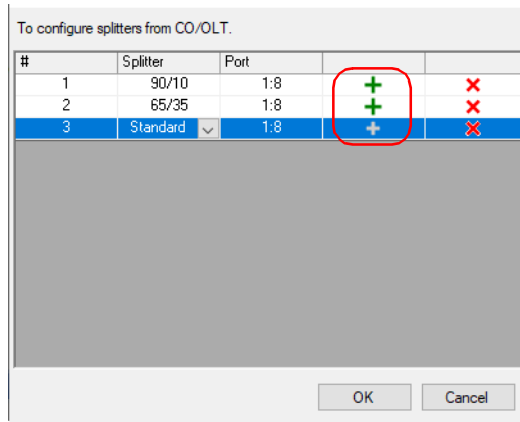 To configure splitters from CO/OLT.
# Splitter Port
1 90/10 1:8
2 65/35 1:8
3 Standard 1:8
OK Cancel